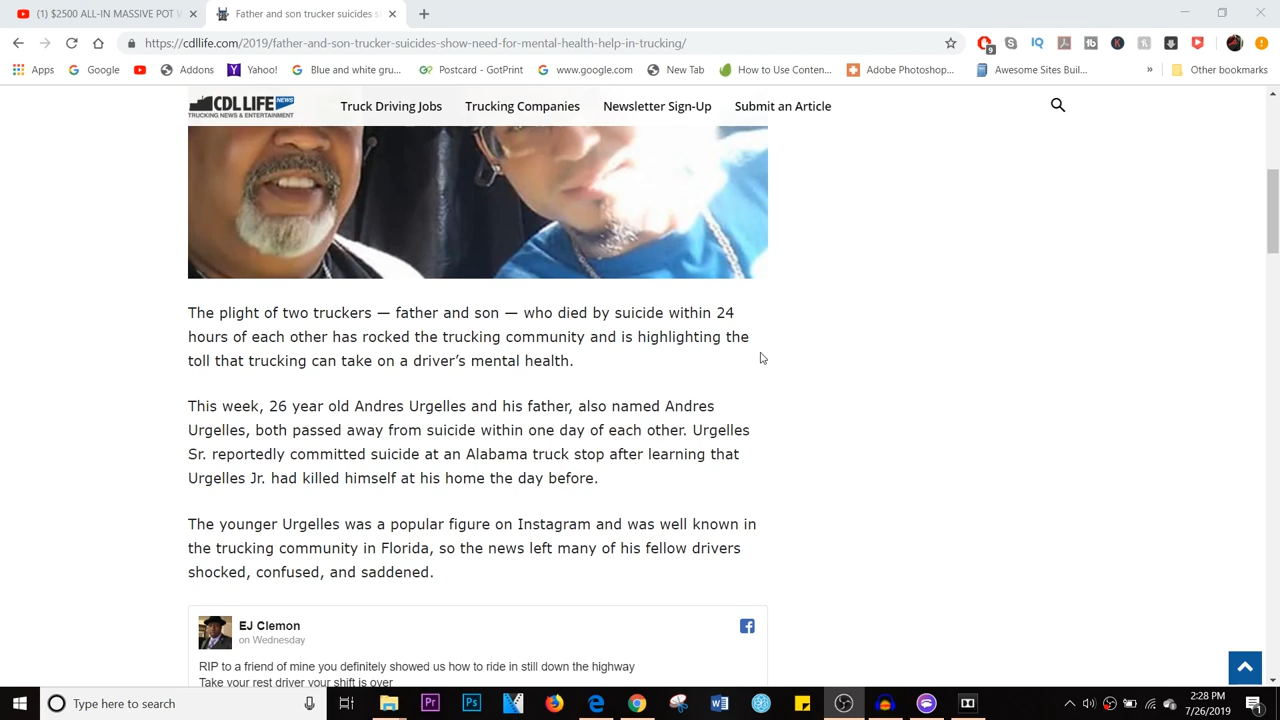 (1) $2500 ALL-IN MASSIVE POT
Father and son trucker suicides s
https://cdllife.com/2019/father-and-son-trucker-suicides-show-need-for-mental-health-help-in-trucking/
9
Apps
Google
Addons
Yahoo!
Blue and white gru...
Postcard - GotPrint
www.google.com
New Tab
How to Use Conten...
Adobe Photoshop...
Awesome Sites Buil...
»
Other bookmarks
CDL LIFE NEWS
TRUCKING NEWS & ENTERTAINMENT
Truck Driving Jobs
Trucking Companies
Newsletter Sign-Up
Submit an Article
The plight of two truckers — father and son — who died by suicide within 24
hours of each other has rocked the trucking community and is highlighting the
toll that trucking can take on a driver's mental health.
This week, 26 year old Andres Urgelles and his father, also named Andres
Urgelles, both passed away from suicide within one day of each other. Urgelles
Sr. reportedly committed suicide at an Alabama truck stop after learning that
Urgelles Jr. had killed himself at his home the day before.
The younger Urgelles was a popular figure on Instagram and was well known in
the trucking community in Florida, so the news left many of his fellow drivers
shocked, confused, and saddened.
EJ Clemon
on Wednesday
RIP to a friend of mine you definitely showed us how to ride in still down the highway
Take your rest driver your shift is over
Type here to search
2:28 PM
7/26/2019